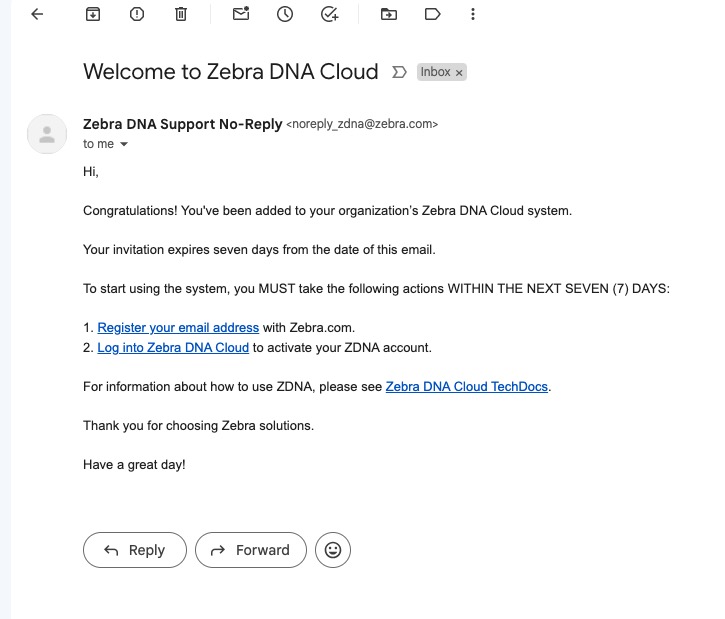 Welcome to Zebra DNA Cloud Inbox ×
Zebra DNA Support No-Reply <noreply_zdna@zebra.com>
to me
Hi,
Congratulations! You've been added to your organization’s Zebra DNA Cloud system.
Your invitation expires seven days from the date of this email.
To start using the system, you MUST take the following actions WITHIN THE NEXT SEVEN (7) DAYS:
1. Register your email address with Zebra.com.
2. Log into Zebra DNA Cloud to activate your ZDNA account.
For information about how to use ZDNA, please see Zebra DNA Cloud TechDocs.
Thank you for choosing Zebra solutions.
Have a great day!
Reply Forward